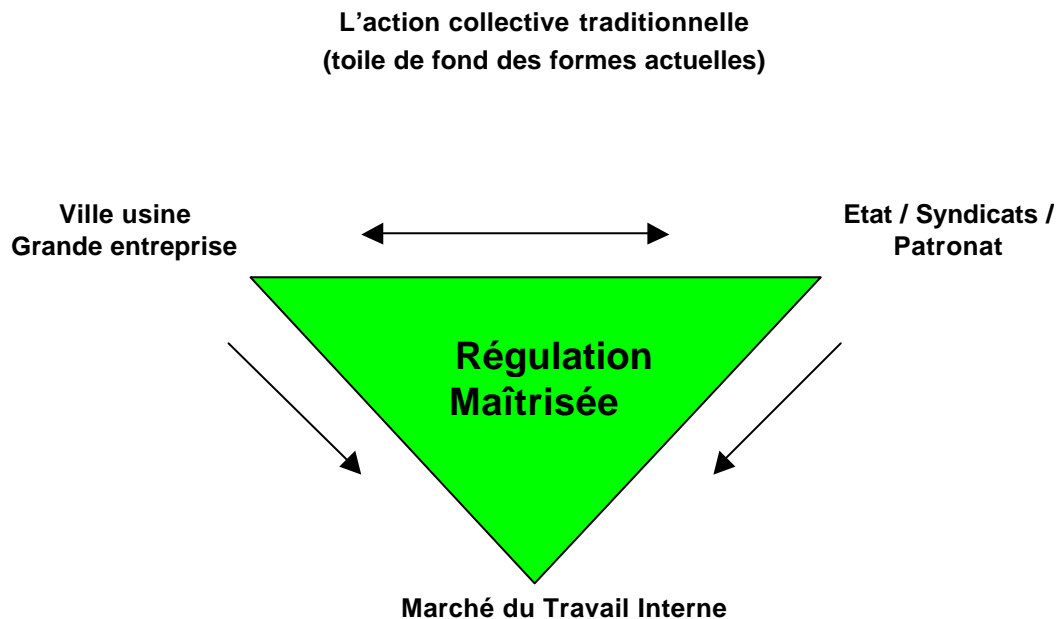 L'action collective traditionnelle
(toile de fond des formes actuelles)
Ville usine
Grande entreprise
Etat / Syndicats /
Patronat
Régulation
Maîtrisée
Marché du Travail Interne